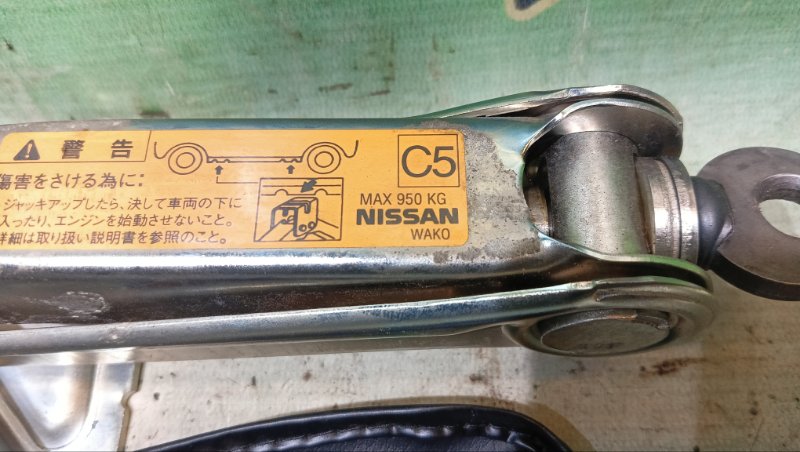 警告
傷害をさける為に:
ジャッキアップしたら、決して車両の下に
入ったり、エンジンを始動させないこと。
詳細は取り扱い説明書を参照のこと。
C5
MAX 950 KG
NISSAN
WAKO